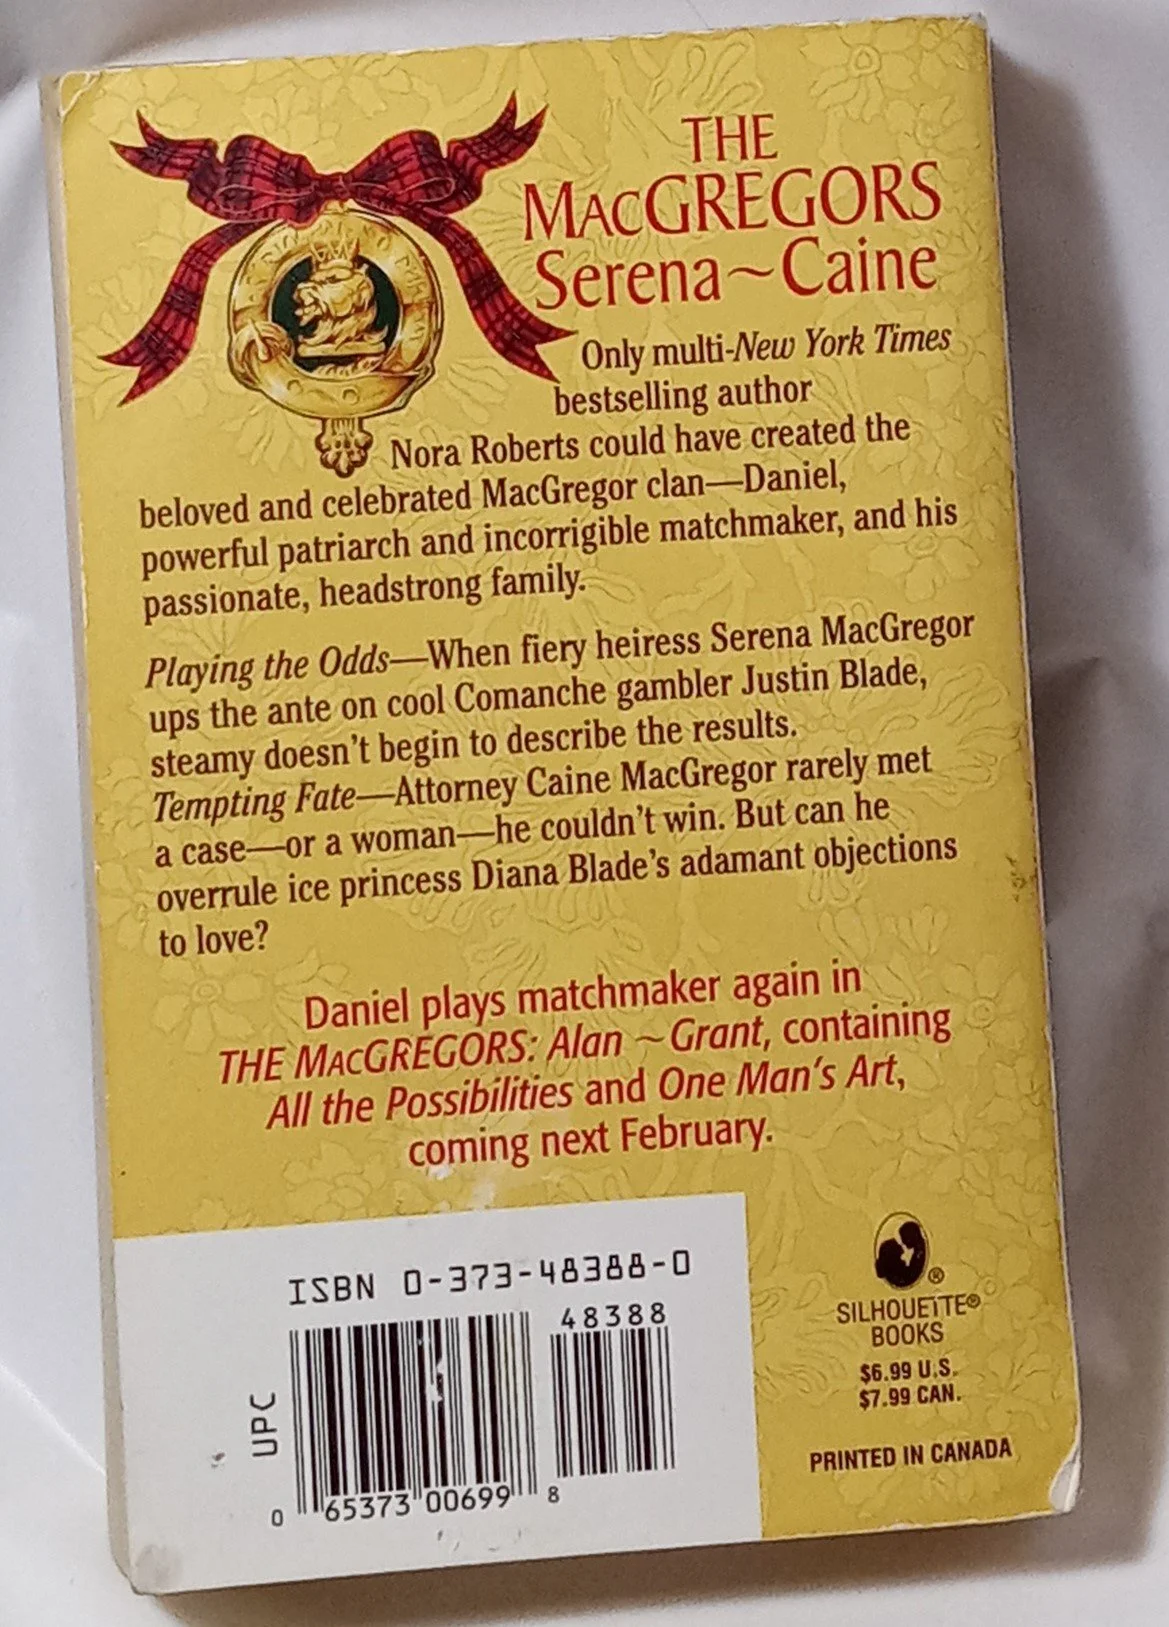 THE
MACGREGORS
Serena~Caine
Only multi-New York Times
bestselling author
Nora Roberts could have created the
beloved and celebrated MacGregor clan—Daniel,
powerful patriarch and incorrigible matchmaker, and his
passionate, headstrong family.
Playing the Odds—When fiery heiress Serena MacGregor
ups the ante on cool Comanche gambler Justin Blade,
steamy doesn't begin to describe the results.
Tempting Fate—Attorney Caine MacGregor rarely met
a case—or a woman—he couldn't win. But can he
overrule ice princess Diana Blade's adamant objections
to love?
Daniel plays matchmaker again in
THE MACGREGORS: Alan ~ Grant, containing
All the Possibilities and One Man's Art,
coming next February.
ISBN 0-373-48388-0
48388
UPC
0 65373 00699 8
®
SILHOUETTE®
BOOKS
$6.99 U.S.
$7.99 CAN.
PRINTED IN CANADA